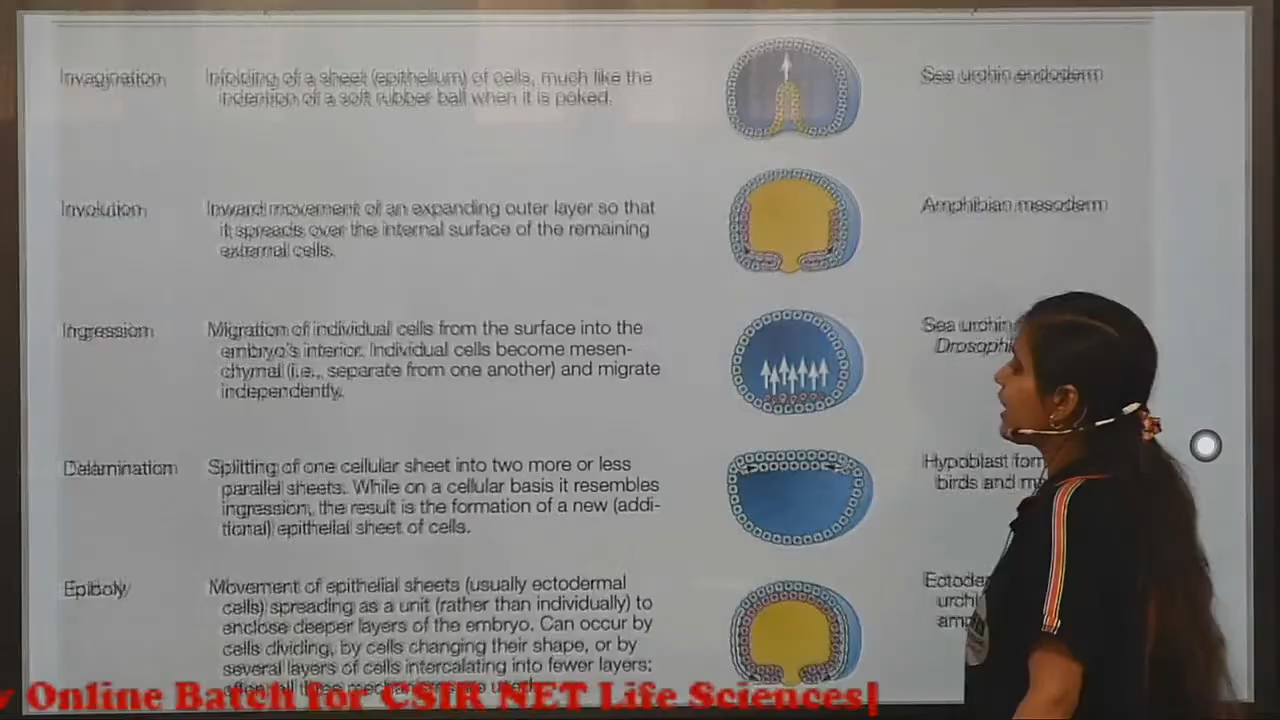 Invagination
Infolding of a sheet (epithelium) of cells, much like the
indention of a soft rubber ball when it is poked.
Sea urchin endoderm
Involution
Inward movement of an expanding outer layer so that
it spreads over the internal surface of the remaining
external cells.
Amphibian mesoderm
Ingression
Migration of individual cells from the surface into the
embryo's interior. Individual cells become mesen-
chymal (i.e., separate from one another) and migrate
independently.
Sea urchin
Delamination
Splitting of one cellular sheet into two more or less
parallel sheets. While on a cellular basis it resembles
ingression, the result is the formation of a new (addi-
tional) epithelial sheet of cells.
Hypoblast
birds and
Epiboly
Movement of epithelial sheets (usually ectodermal
cells) spreading as a unit (rather than individually) to
enclose deeper layers of the embryo. Can occur by
cells dividing, by cells changing their shape, or by
several layers of cells intercalating into fewer layers;
Online Batch for CSIR NET Life Sciences|